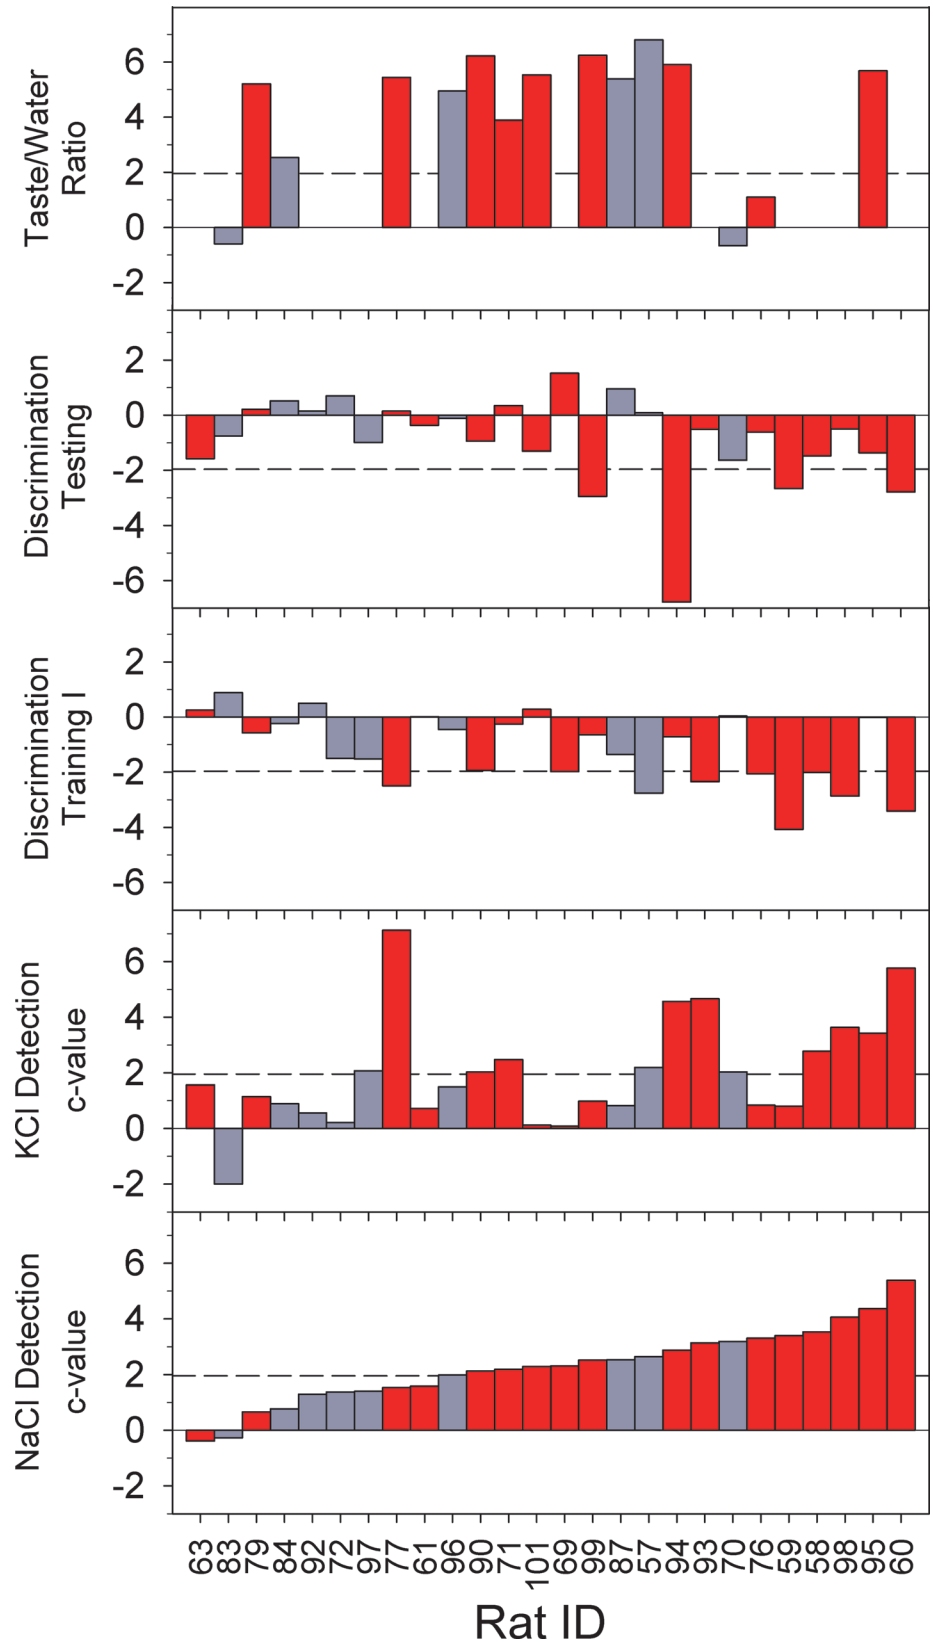 Taste/Water
Ratio
6
4
2
0
-2
Discrimination
Testing
2
0
-2
-4
-6
Discrimination
Training I
2
0
-2
-4
-6
KCl Detection
c-value
6
4
2
0
-2
NaCl Detection
c-value
6
4
2
0
-2
63 83 79 84 92 72 97 77 61 96 90 71 101 69 99 87 57 94 93 70 76 59 58 98 95 60
Rat ID